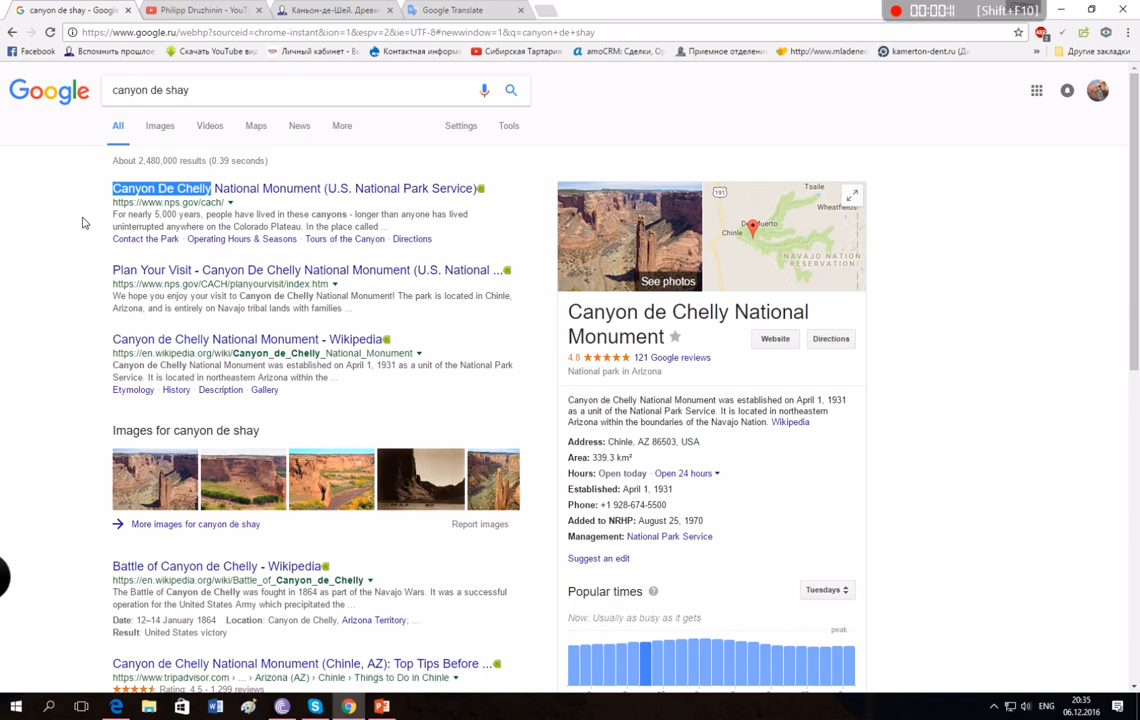 canyon de shay - Googl
Philipp Druzhinin - YouT
Каньон-де-Шей. Древн
Google Translate
00:00:11 [Shift+F10]
https://www.google.ru/webhp?sourceid=chrome-instant&ion=1&espv=2&ie=UTF-8#newwindow=1&q=canyon+de+shay
Facebook Вспомнить прошлое Скачать YouTube ви Личный кабинет - Bt Контактная информа Сибирская Тартария. amoCRM: Сделки, О Приемное отделени http://www.mladenec kamerton-dent.ru (Ди » Другие закладки
Google
canyon de shay
All Images Videos Maps News More Settings Tools
About 2,480,000 results (0.39 seconds)
Canyon De Chelly National Monument (U.S. National Park Service)
https://www.nps.gov/cach/
For nearly 5,000 years, people have lived in these canyons - longer than anyone has lived
uninterrupted anywhere on the Colorado Plateau. In the place called ...
Contact the Park · Operating Hours & Seasons · Tours of the Canyon · Directions
Plan Your Visit - Canyon De Chelly National Monument (U.S. National ...
https://www.nps.gov/CACH/planyourvisit/index.htm
We hope you enjoy your visit to Canyon de Chelly National Monument! The park is located in Chinle,
Arizona, and is entirely on Navajo tribal lands with families ...
Canyon de Chelly National Monument - Wikipedia
https://en.wikipedia.org/wiki/Canyon_de_Chelly_National_Monument
Canyon de Chelly National Monument was established on April 1, 1931 as a unit of the National Park
Service. It is located in northeastern Arizona within the ...
Etymology · History · Description · Gallery
Images for canyon de shay
More images for canyon de shay Report images
Battle of Canyon de Chelly - Wikipedia
https://en.wikipedia.org/wiki/Battle_of_Canyon_de_Chelly
The Battle of Canyon de Chelly was fought in 1864 as part of the Navajo Wars. It was a successful
operation for the United States Army which precipitated the ...
Date: 12–14 January 1864 Location: Canyon de Chelly, Arizona Territory; ...
Result: United States victory
Canyon de Chelly National Monument (Chinle, AZ): Top Tips Before ...
https://www.tripadvisor.com › ... › Arizona (AZ) › Chinle › Things to Do in Chinle
Rating: 4.5 - 1,299 reviews
See photos
191
Tsaile
Wheatfields
Chinle
NAVAJO NATION
RESERVATION
Canyon de Chelly National
Monument
Website Directions
4.8 121 Google reviews
National park in Arizona
Canyon de Chelly National Monument was established on April 1, 1931
as a unit of the National Park Service. It is located in northeastern
Arizona within the boundaries of the Navajo Nation. Wikipedia
Address: Chinle, AZ 86503, USA
Area: 339.3 km²
Hours: Open today · Open 24 hours
Established: April 1, 1931
Phone: +1 928-674-5500
Added to NRHP: August 25, 1970
Management: National Park Service
Suggest an edit
Popular times
Tuesdays
Now: Usually as busy as it gets
peak
ENG
20:35
06.12.2016